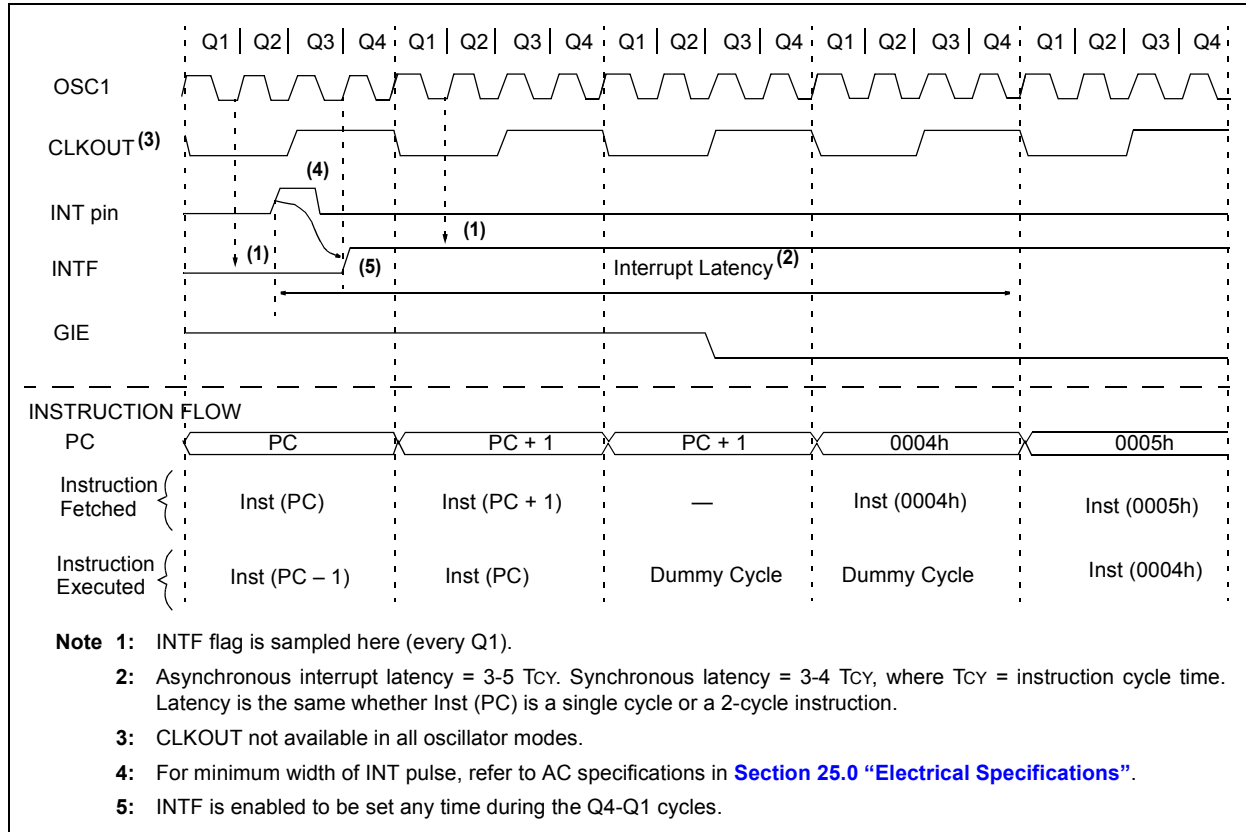 Q1 | Q2 | Q3 | Q4 Q1 | Q2 | Q3 | Q4 Q1 | Q2 | Q3 | Q4 Q1 | Q2 | Q3 | Q4 Q1 | Q2 | Q3 | Q4
OSC1
CLKOUT (3)
(4)
INT pin
(1) (1)
INTF (5) Interrupt Latency (2)
GIE
INSTRUCTION FLOW
PC PC PC + 1 PC + 1 0004h 0005h
Instruction Fetched Inst (PC) Inst (PC + 1) — Inst (0004h) Inst (0005h)
Instruction Executed Inst (PC – 1) Inst (PC) Dummy Cycle Dummy Cycle Inst (0004h)
Note 1: INTF flag is sampled here (every Q1).
2: Asynchronous interrupt latency = 3-5 TCY. Synchronous latency = 3-4 TCY, where TCY = instruction cycle time.
Latency is the same whether Inst (PC) is a single cycle or a 2-cycle instruction.
3: CLKOUT not available in all oscillator modes.
4: For minimum width of INT pulse, refer to AC specifications in Section 25.0 “Electrical Specifications”.
5: INTF is enabled to be set any time during the Q4-Q1 cycles.